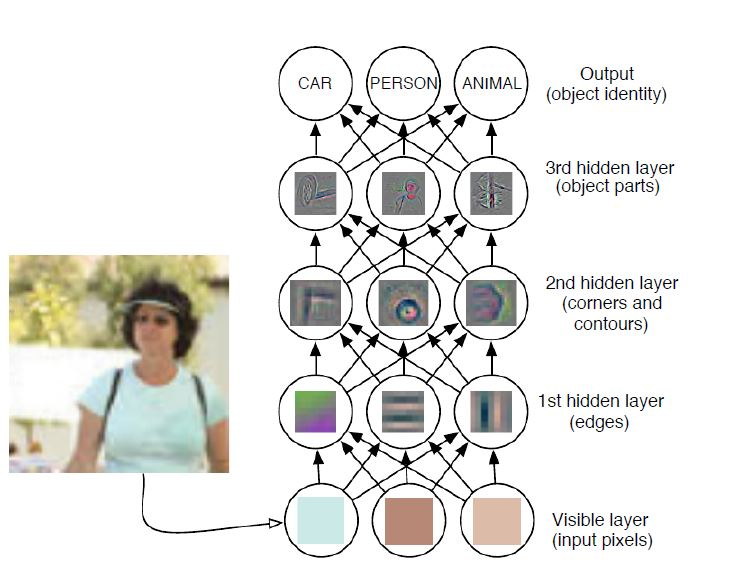 CAR
PERSON
ANIMAL
Output
(object identity)
3rd hidden layer
(object parts)
2nd hidden layer
(corners and
contours)
1st hidden layer
(edges)
Visible layer
(input pixels)